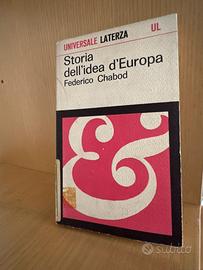 UNIVERSALE LATERZA UL
Storia
dell'idea d'Europa
Federico Chabod
&
subito